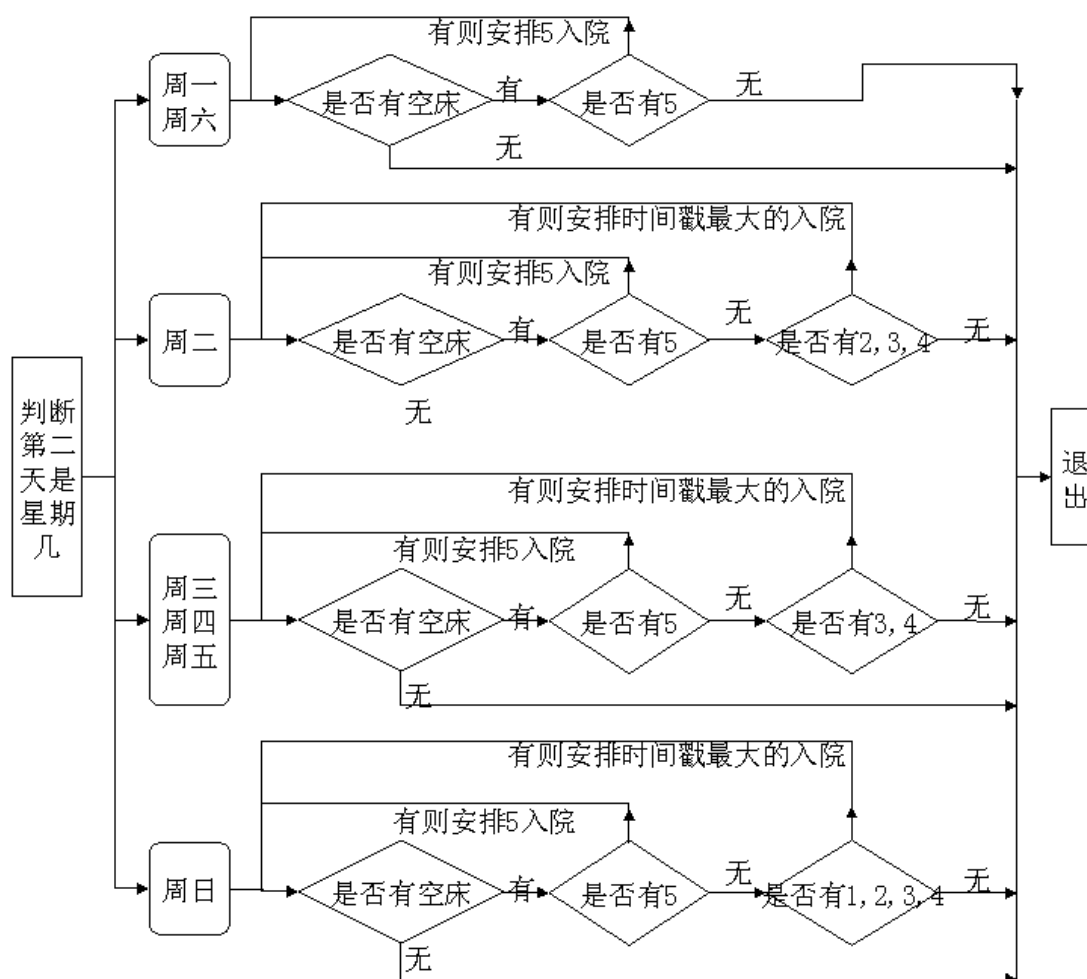 有则安排5入院
周一
周六
是否有空床
有
是否有5
无
无
有则安排时间戳最大的入院
有则安排5入院
周二
是否有空床
有
是否有5
无
是否有2,3,4
无
无
判断
第二
天是
星期
几
退
出
有则安排时间戳最大的入院
有则安排5入院
周三
周四
周五
是否有空床
有
是否有5
无
是否有3,4
无
无
有则安排时间戳最大的入院
有则安排5入院
周日
是否有空床
有
是否有5
无
是否有1,2,3,4
无
无